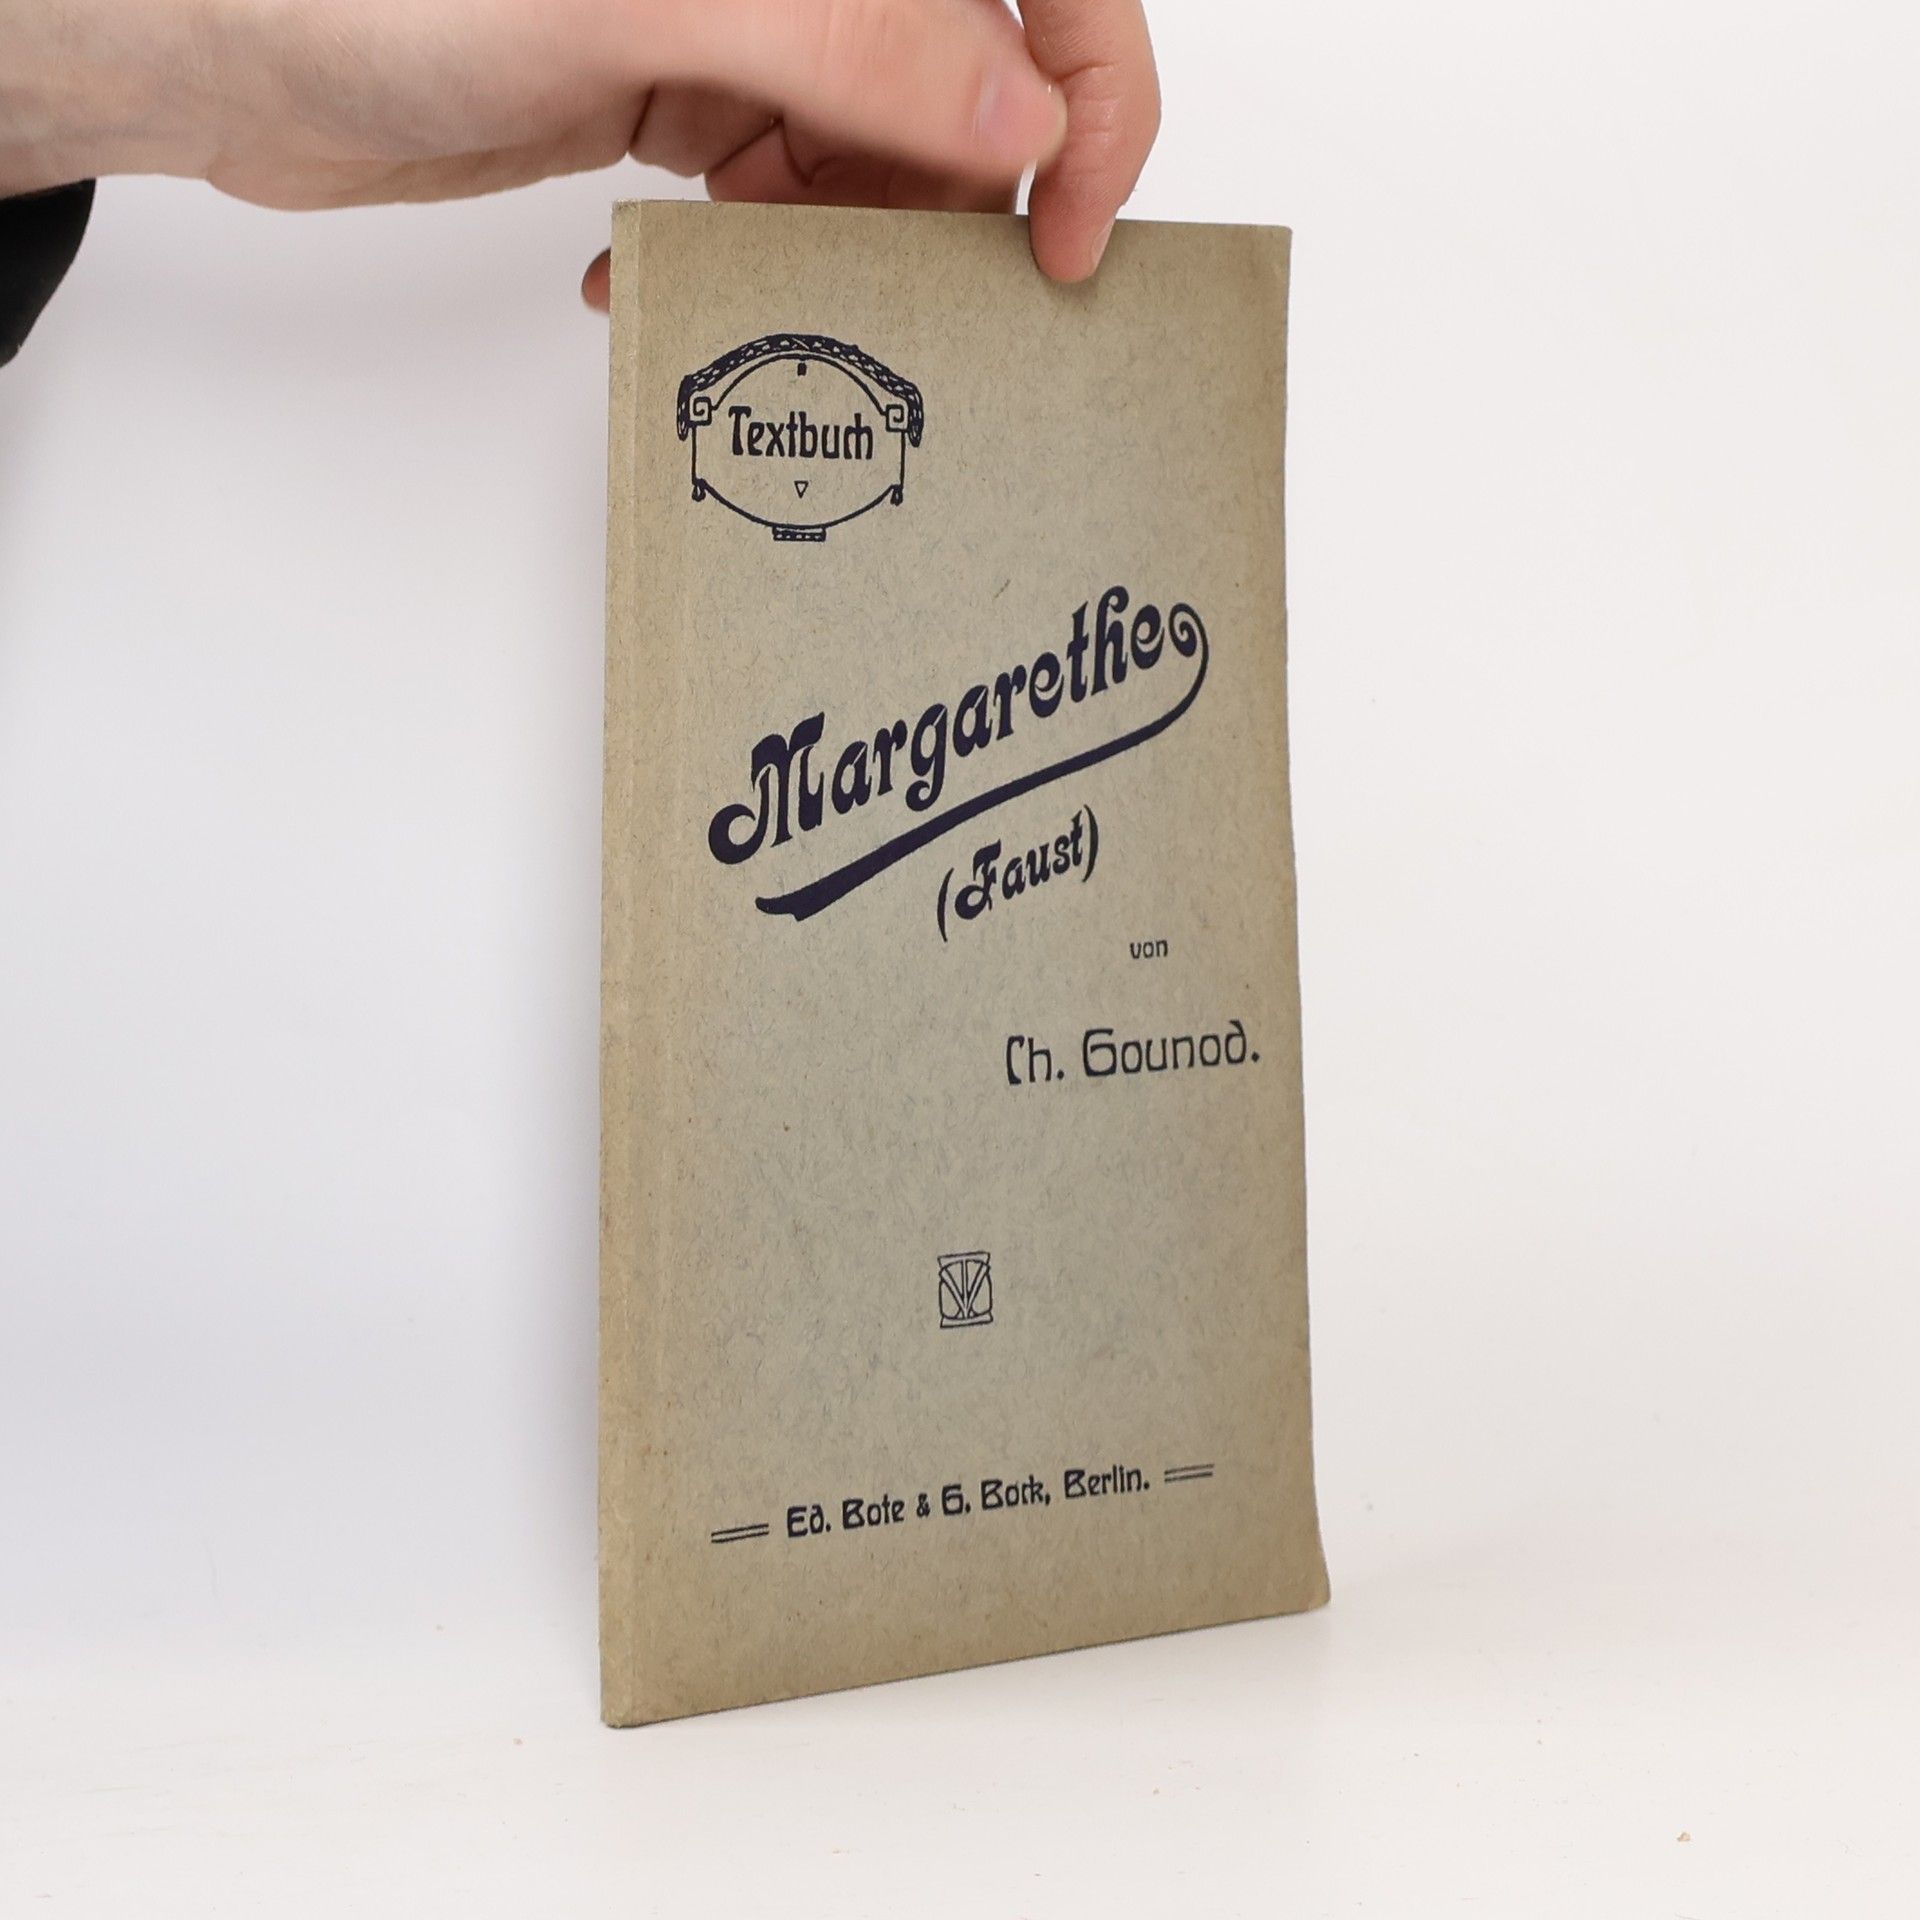 Textbuch
Margarethe
(Faust)
von
Ch. Gounod.
Ed. Bote & G. Bock, Berlin.